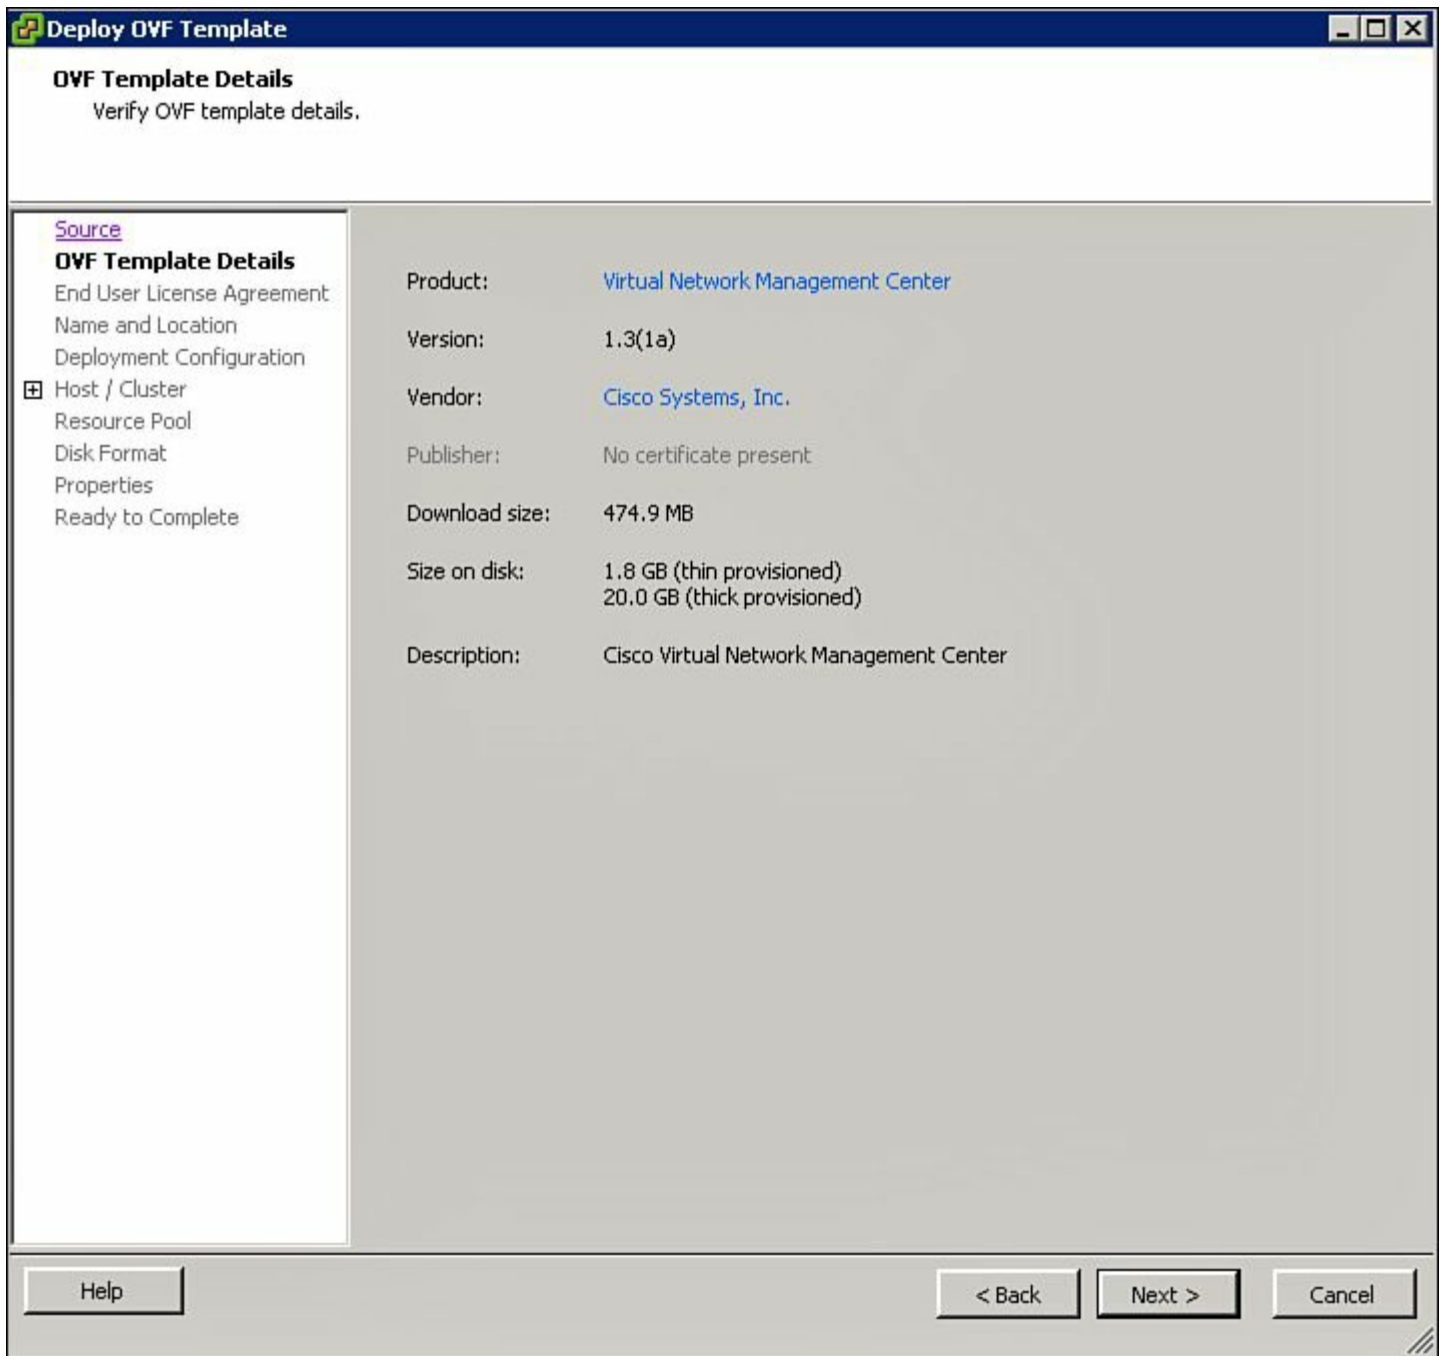 Deploy OVF Template
OVF Template Details
Verify OVF template details.
Source
OVF Template Details
End User License Agreement
Name and Location
Deployment Configuration
Host / Cluster
Resource Pool
Disk Format
Properties
Ready to Complete
Product: Virtual Network Management Center
Version: 1.3(1a)
Vendor: Cisco Systems, Inc.
Publisher: No certificate present
Download size: 474.9 MB
Size on disk: 1.8 GB (thin provisioned)
20.0 GB (thick provisioned)
Description: Cisco Virtual Network Management Center
Help
< Back
Next >
Cancel